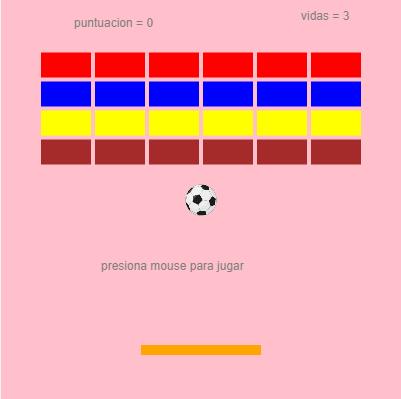 puntuacion = 0
vidas = 3
presiona mouse para jugar